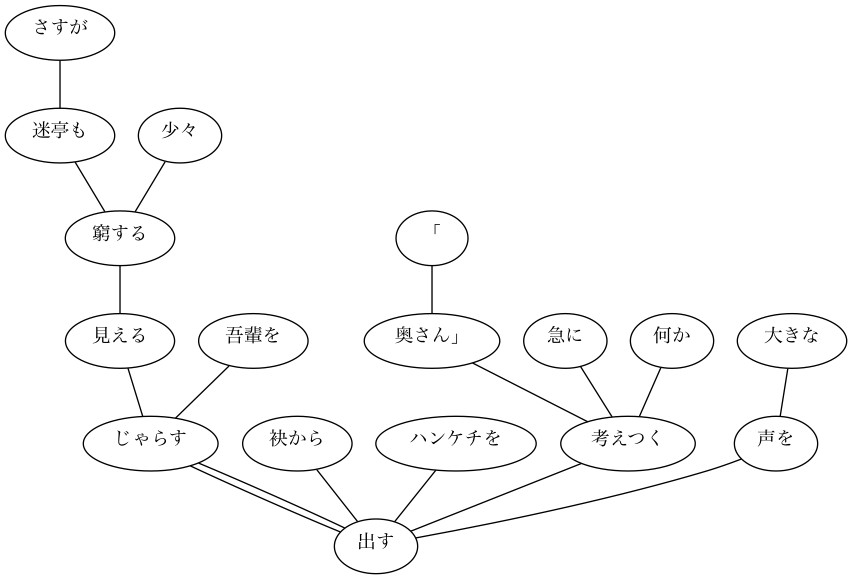 さすが
迷亭も
少々
窮する
「
見える
吾輩を
奥さん」
急に
何か
大きな
じゃらす
袂から
ハンケチを
考えつく
声を
出す